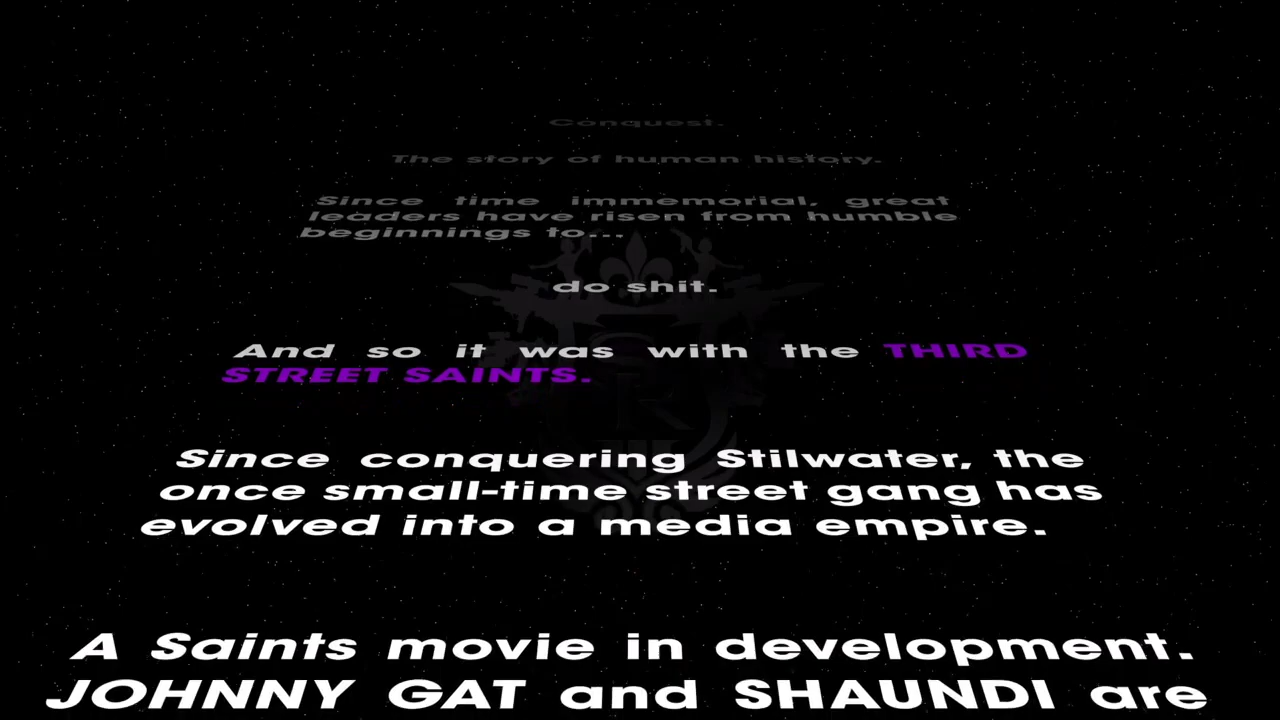 Conquest.
The story of human history.
Since time immemorial, great
leaders have risen from humble
beginnings to...
do shit.
And so it was with the THIRD
STREET SAINTS.
Since conquering Stilwater, the
once small-time street gang has
evolved into a media empire.
A Saints movie in development.
JOHNNY GAT and SHAUNDI are